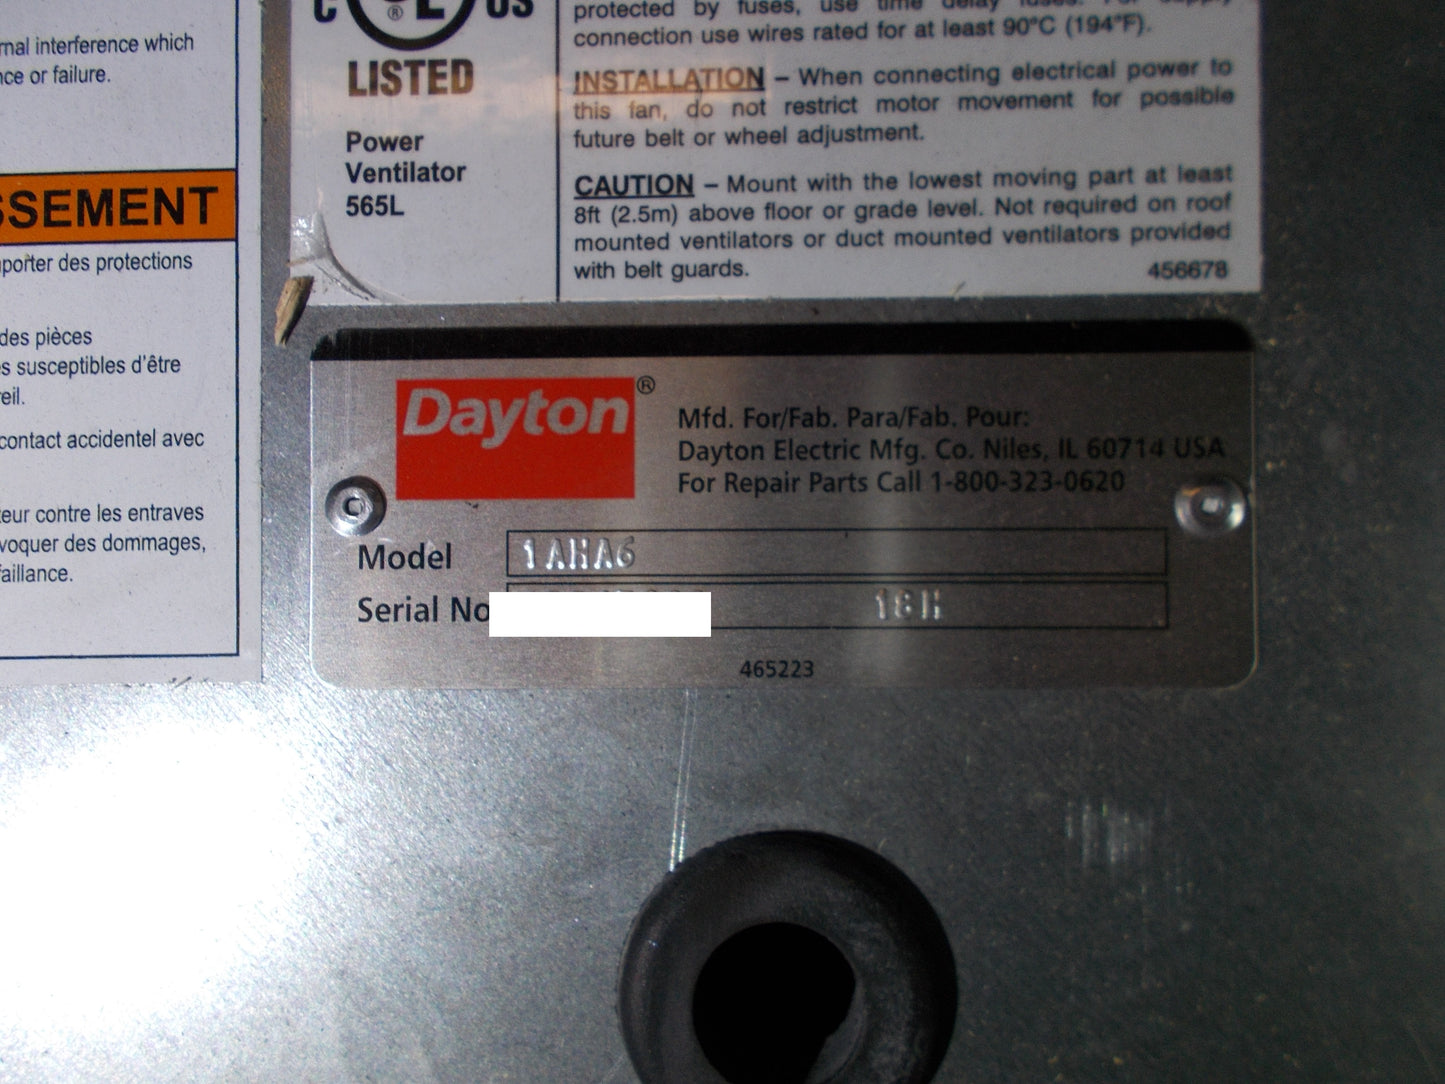 rnal interference which
nce or failure.
SSEMENT
porter des protections
des pièces
s susceptibles d'être
reil.
contact accidentel avec
teur contre les entraves
voquer des dommages,
faillance.
C UL US
®
LISTED
Power
Ventilator
565L
protected by fuses, use time delay fuses. For supply
connection use wires rated for at least 90°C (194°F).
INSTALLATION – When connecting electrical power to
this fan, do not restrict motor movement for possible
future belt or wheel adjustment.
CAUTION – Mount with the lowest moving part at least
8ft (2.5m) above floor or grade level. Not required on roof
mounted ventilators or duct mounted ventilators provided
with belt guards. 456678
Dayton®
Mfd. For/Fab. Para/Fab. Pour:
Dayton Electric Mfg. Co. Niles, IL 60714 USA
For Repair Parts Call 1-800-323-0620
Model 1AHA6
Serial No 18H
465223